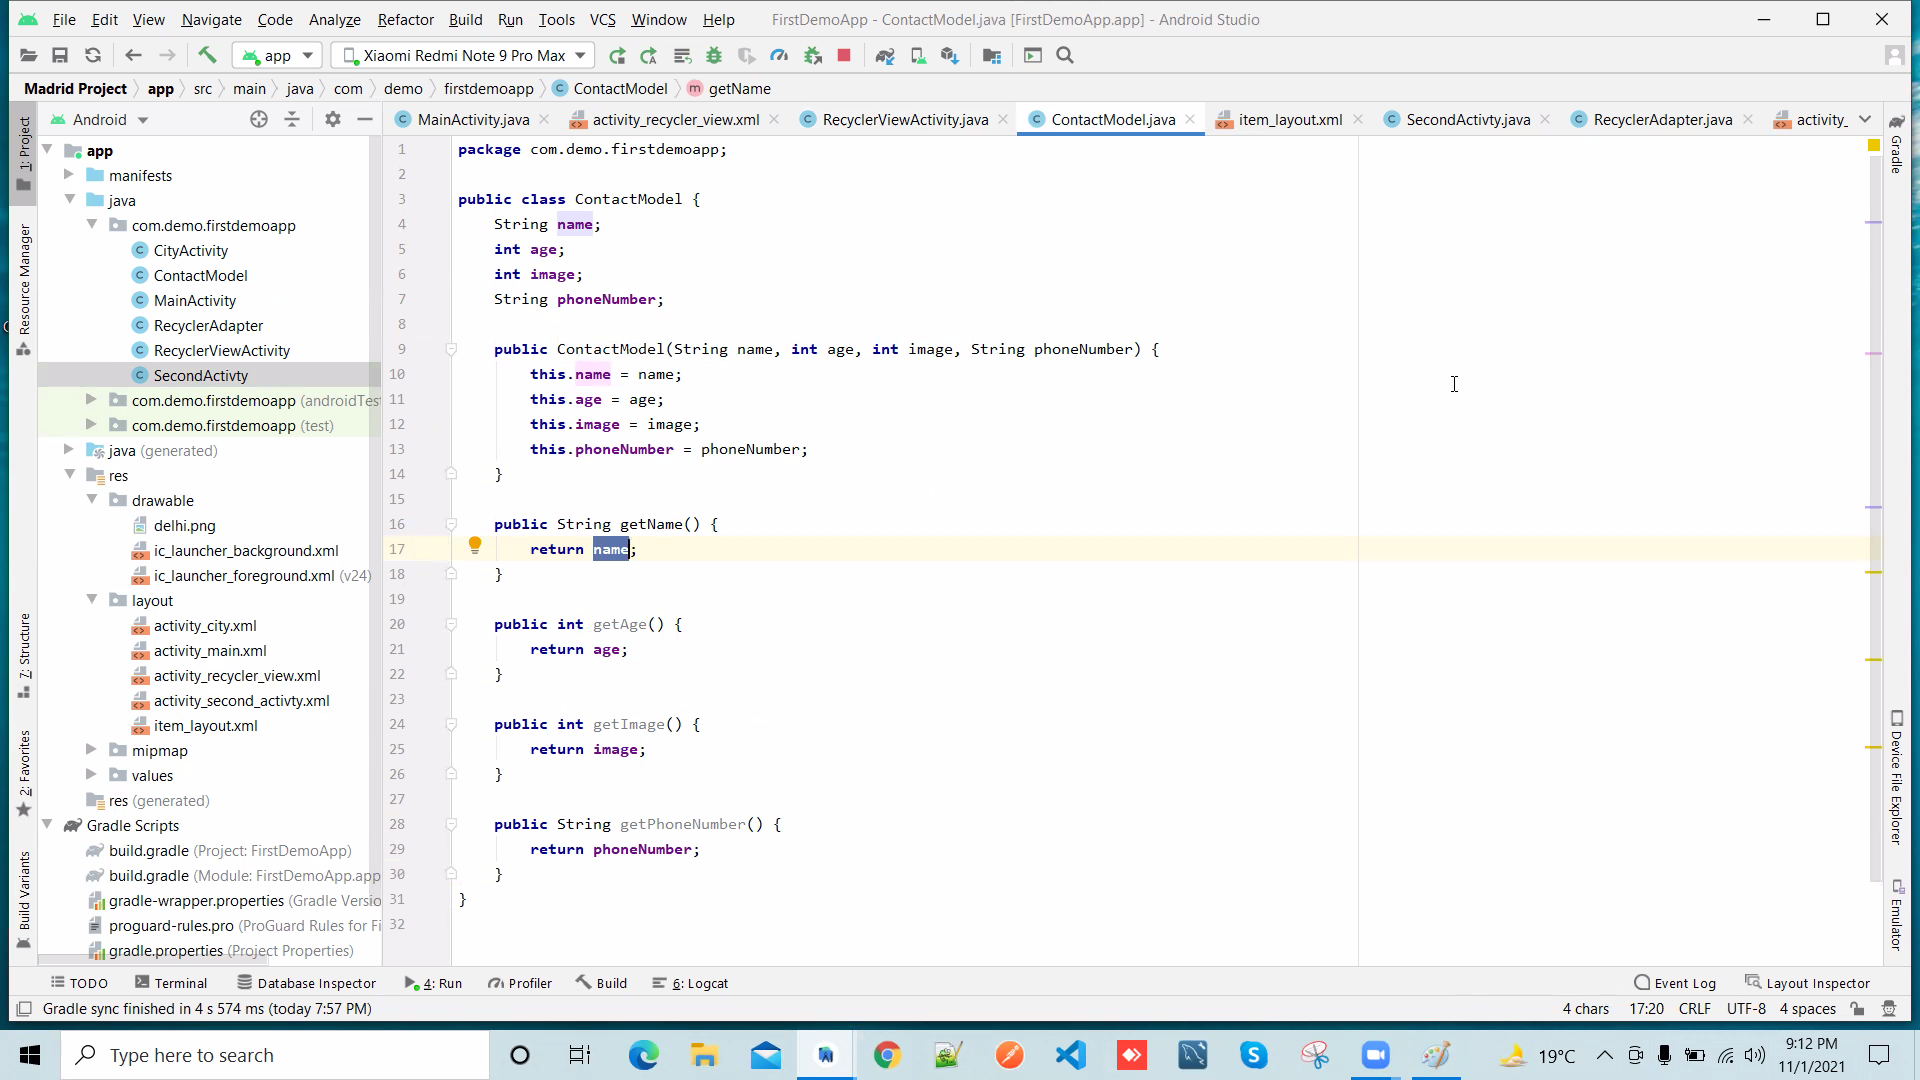 File Edit View Navigate Code Analyze Refactor Build Run Tools VCS Window Help FirstDemoApp - ContactModel.java [FirstDemoApp.app] - Android Studio
app Xiaomi Redmi Note 9 Pro Max
Madrid Project app src main java com demo firstdemoapp ContactModel getName
Android
MainActivity.java activity_recycler_view.xml RecyclerViewActivity.java ContactModel.java item_layout.xml SecondActivty.java RecyclerAdapter.java activity_
1: Project
Resource Manager
7: Structure
2: Favorites
Build Variants
app
manifests
java
com.demo.firstdemoapp
CityActivity
ContactModel
MainActivity
RecyclerAdapter
RecyclerViewActivity
SecondActivty
com.demo.firstdemoapp (androidTes
com.demo.firstdemoapp (test)
java (generated)
res
drawable
delhi.png
ic_launcher_background.xml
ic_launcher_foreground.xml (v24)
layout
activity_city.xml
activity_main.xml
activity_recycler_view.xml
activity_second_activty.xml
item_layout.xml
mipmap
values
res (generated)
Gradle Scripts
build.gradle (Project: FirstDemoApp)
build.gradle (Module: FirstDemoApp.app
gradle-wrapper.properties (Gradle Versio
proguard-rules.pro (ProGuard Rules for Fi
gradle.properties (Project Properties)
1 package com.demo.firstdemoapp;
2
3 public class ContactModel {
4 String name;
5 int age;
6 int image;
7 String phoneNumber;
8
9 public ContactModel(String name, int age, int image, String phoneNumber) {
10 this.name = name;
11 this.age = age;
12 this.image = image;
13 this.phoneNumber = phoneNumber;
14 }
15
16 public String getName() {
17 return name;
18 }
19
20 public int getAge() {
21 return age;
22 }
23
24 public int getImage() {
25 return image;
26 }
27
28 public String getPhoneNumber() {
29 return phoneNumber;
30 }
31 }
32
Gradle
Device File Explorer
Emulator
TODO Terminal Database Inspector 4: Run Profiler Build 6: Logcat Event Log Layout Inspector
Gradle sync finished in 4 s 574 ms (today 7:57 PM) 4 chars 17:20 CRLF UTF-8 4 spaces
Type here to search
19°C
9:12 PM
11/1/2021